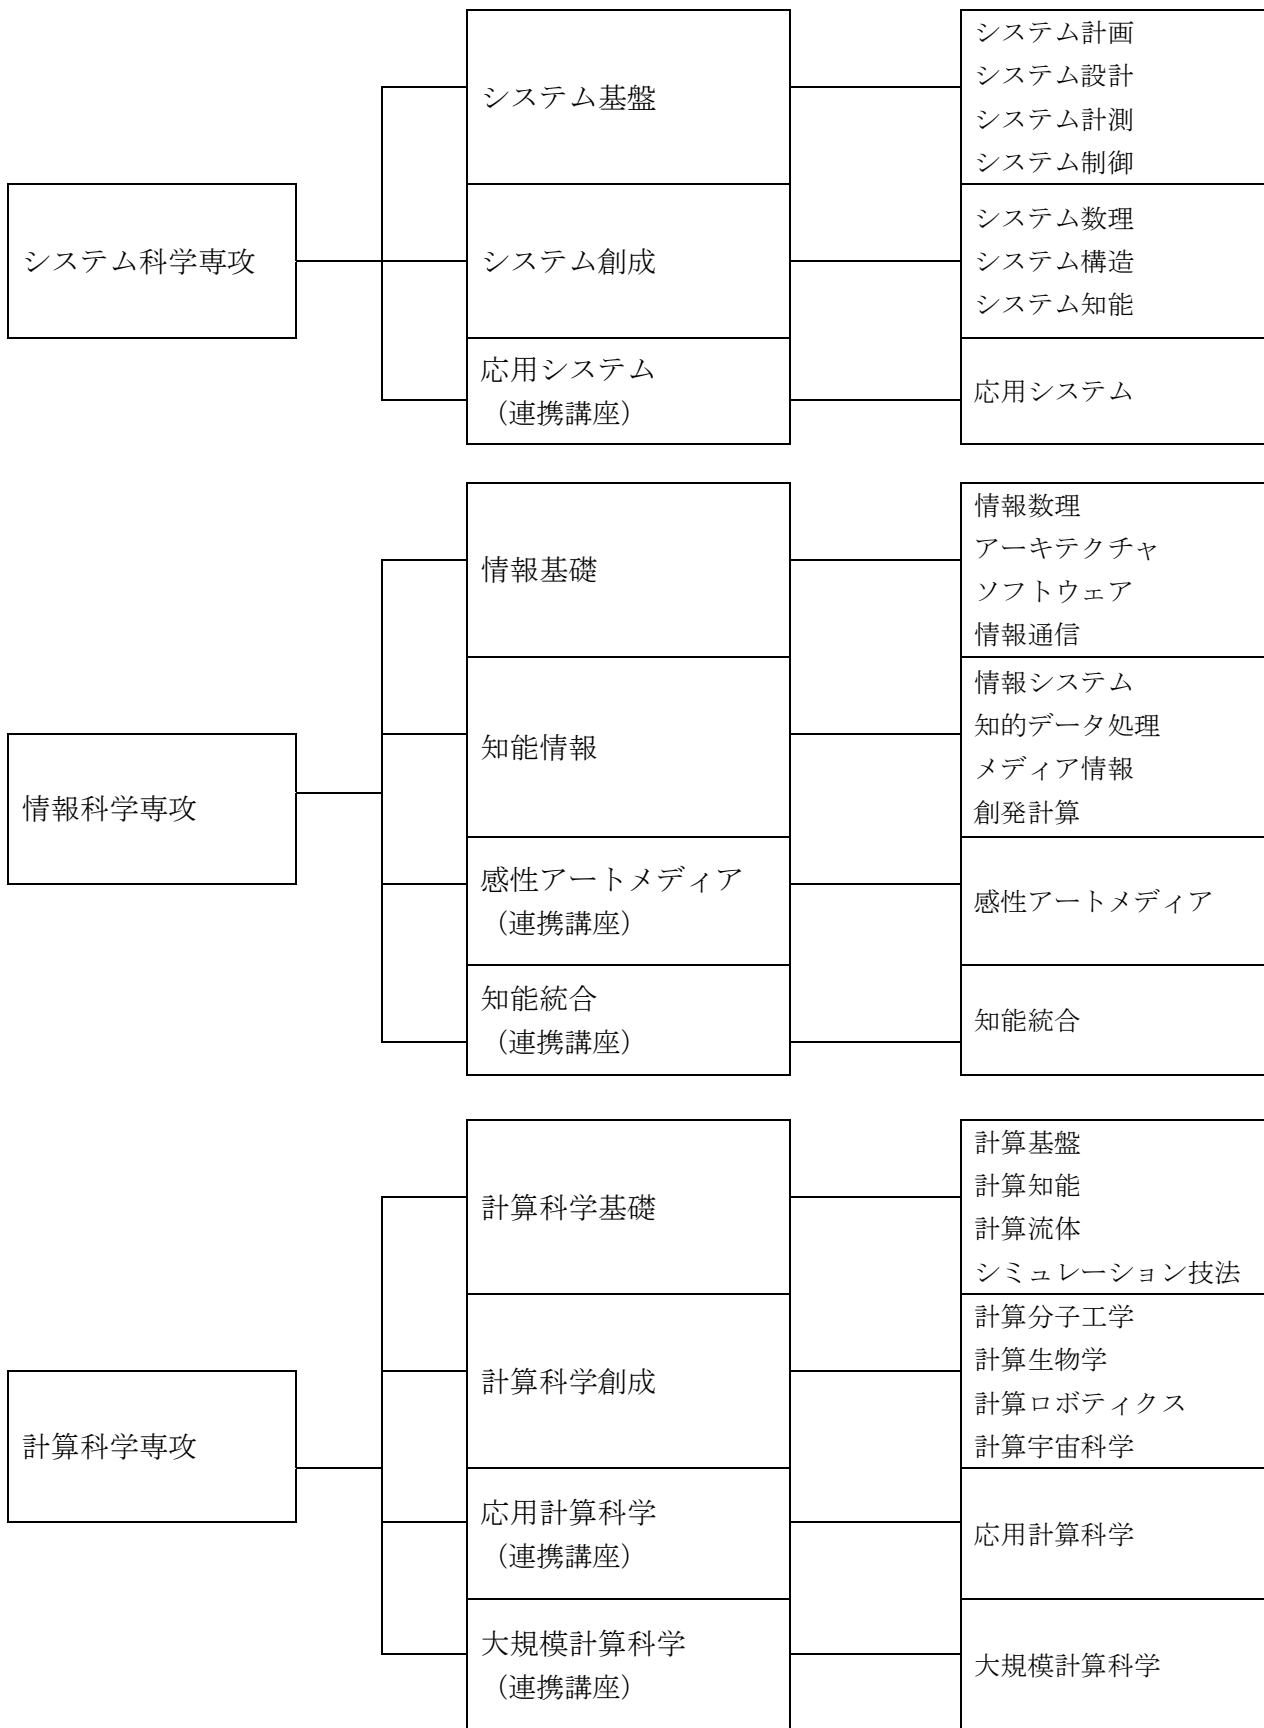 システム科学専攻
システム基盤
システム計画
システム設計
システム計測
システム制御
システム創成
システム数理
システム構造
システム知能
応用システム
（連携講座）
応用システム
情報科学専攻
情報基礎
情報数理
アーキテクチャ
ソフトウェア
情報通信
知能情報
情報システム
知的データ処理
メディア情報
創発計算
感性アートメディア
（連携講座）
感性アートメディア
知能統合
（連携講座）
知能統合
計算科学専攻
計算科学基礎
計算基盤
計算知能
計算流体
シミュレーション技法
計算科学創成
計算分子工学
計算生物学
計算ロボティクス
計算宇宙科学
応用計算科学
（連携講座）
応用計算科学
大規模計算科学
（連携講座）
大規模計算科学